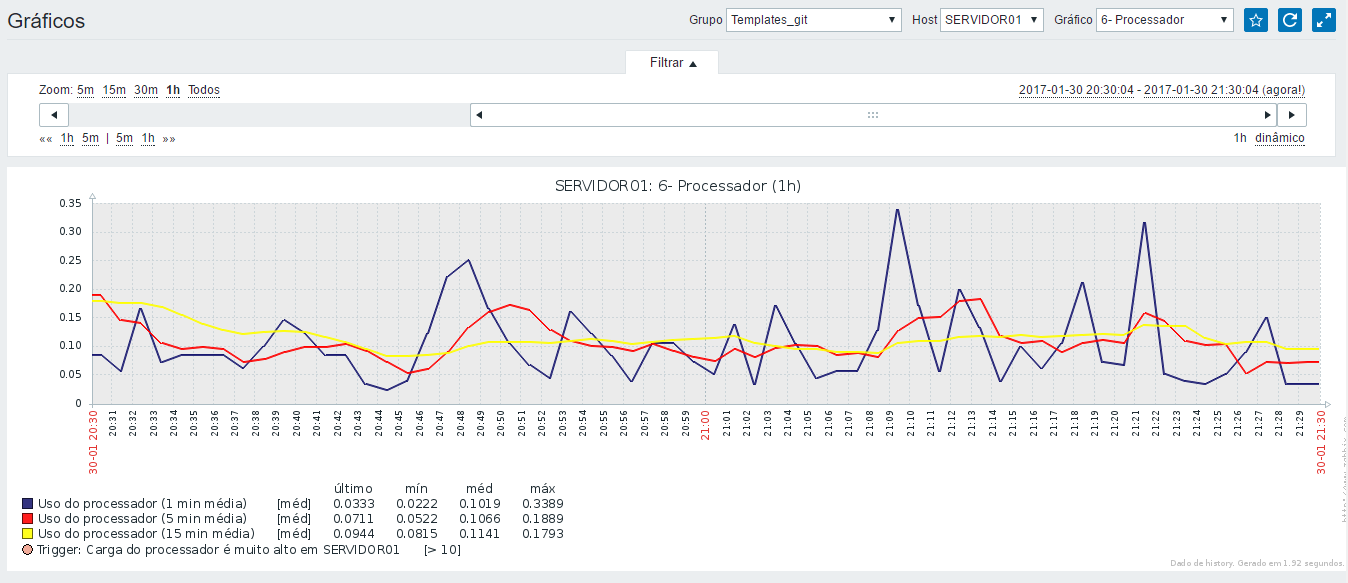 Gráficos Grupo Templates_git Host SERVIDOR01 Gráfico 6- Processador
Filtrar
Zoom: 5m 15m 30m 1h Todos 2017-01-30 20:30:04 - 2017-01-30 21:30:04 (agora!)
«« 1h 5m | 5m 1h »» 1h dinâmico
SERVIDOR01: 6- Processador (1h)
0.35
0.30
0.25
0.20
0.15
0.10
0.05
0
30-01 20:30 20:31 20:32 20:33 20:34 20:35 20:36 20:37 20:38 20:39 20:40 20:41 20:42 20:43 20:44 20:45 20:46 20:47 20:48 20:49 20:50 20:51 20:52 20:53 20:54 20:55 20:56 20:57 20:58 20:59 21:00 21:01 21:02 21:03 21:04 21:05 21:06 21:07 21:08 21:09 21:10 21:11 21:12 21:13 21:14 21:15 21:16 21:17 21:18 21:19 21:20 21:21 21:22 21:23 21:24 21:25 21:26 21:27 21:28 21:29 30-01 21:30
último mín méd máx
Uso do processador (1 min média) [méd] 0.0333 0.0222 0.1019 0.3389
Uso do processador (5 min média) [méd] 0.0711 0.0522 0.1066 0.1889
Uso do processador (15 min média) [méd] 0.0944 0.0815 0.1141 0.1793
Trigger: Carga do processador é muito alto em SERVIDOR01 [> 10]
Dado de history. Gerado em 1.92 segundos.